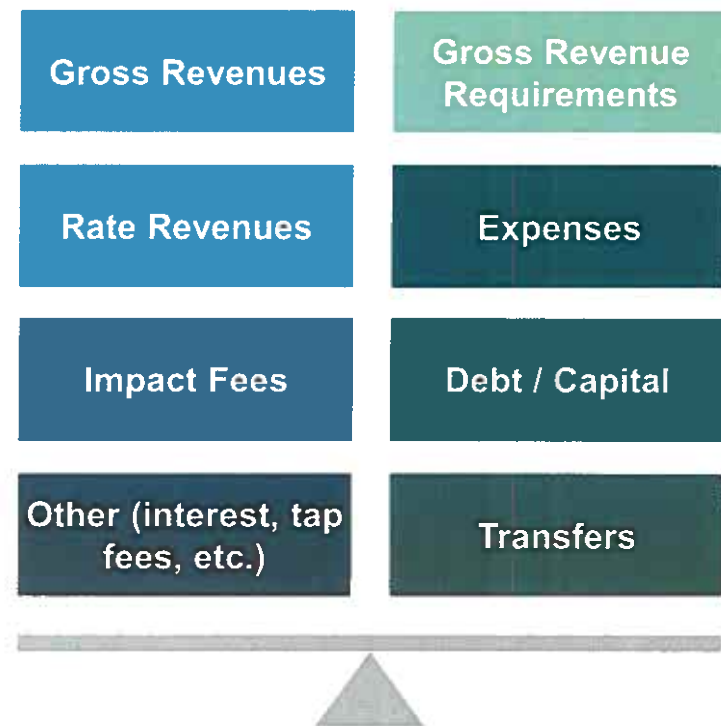 Gross Revenues
Gross Revenue
Requirements
Rate Revenues
Expenses
Impact Fees
Debt / Capital
Other (interest, tap
fees, etc.)
Transfers